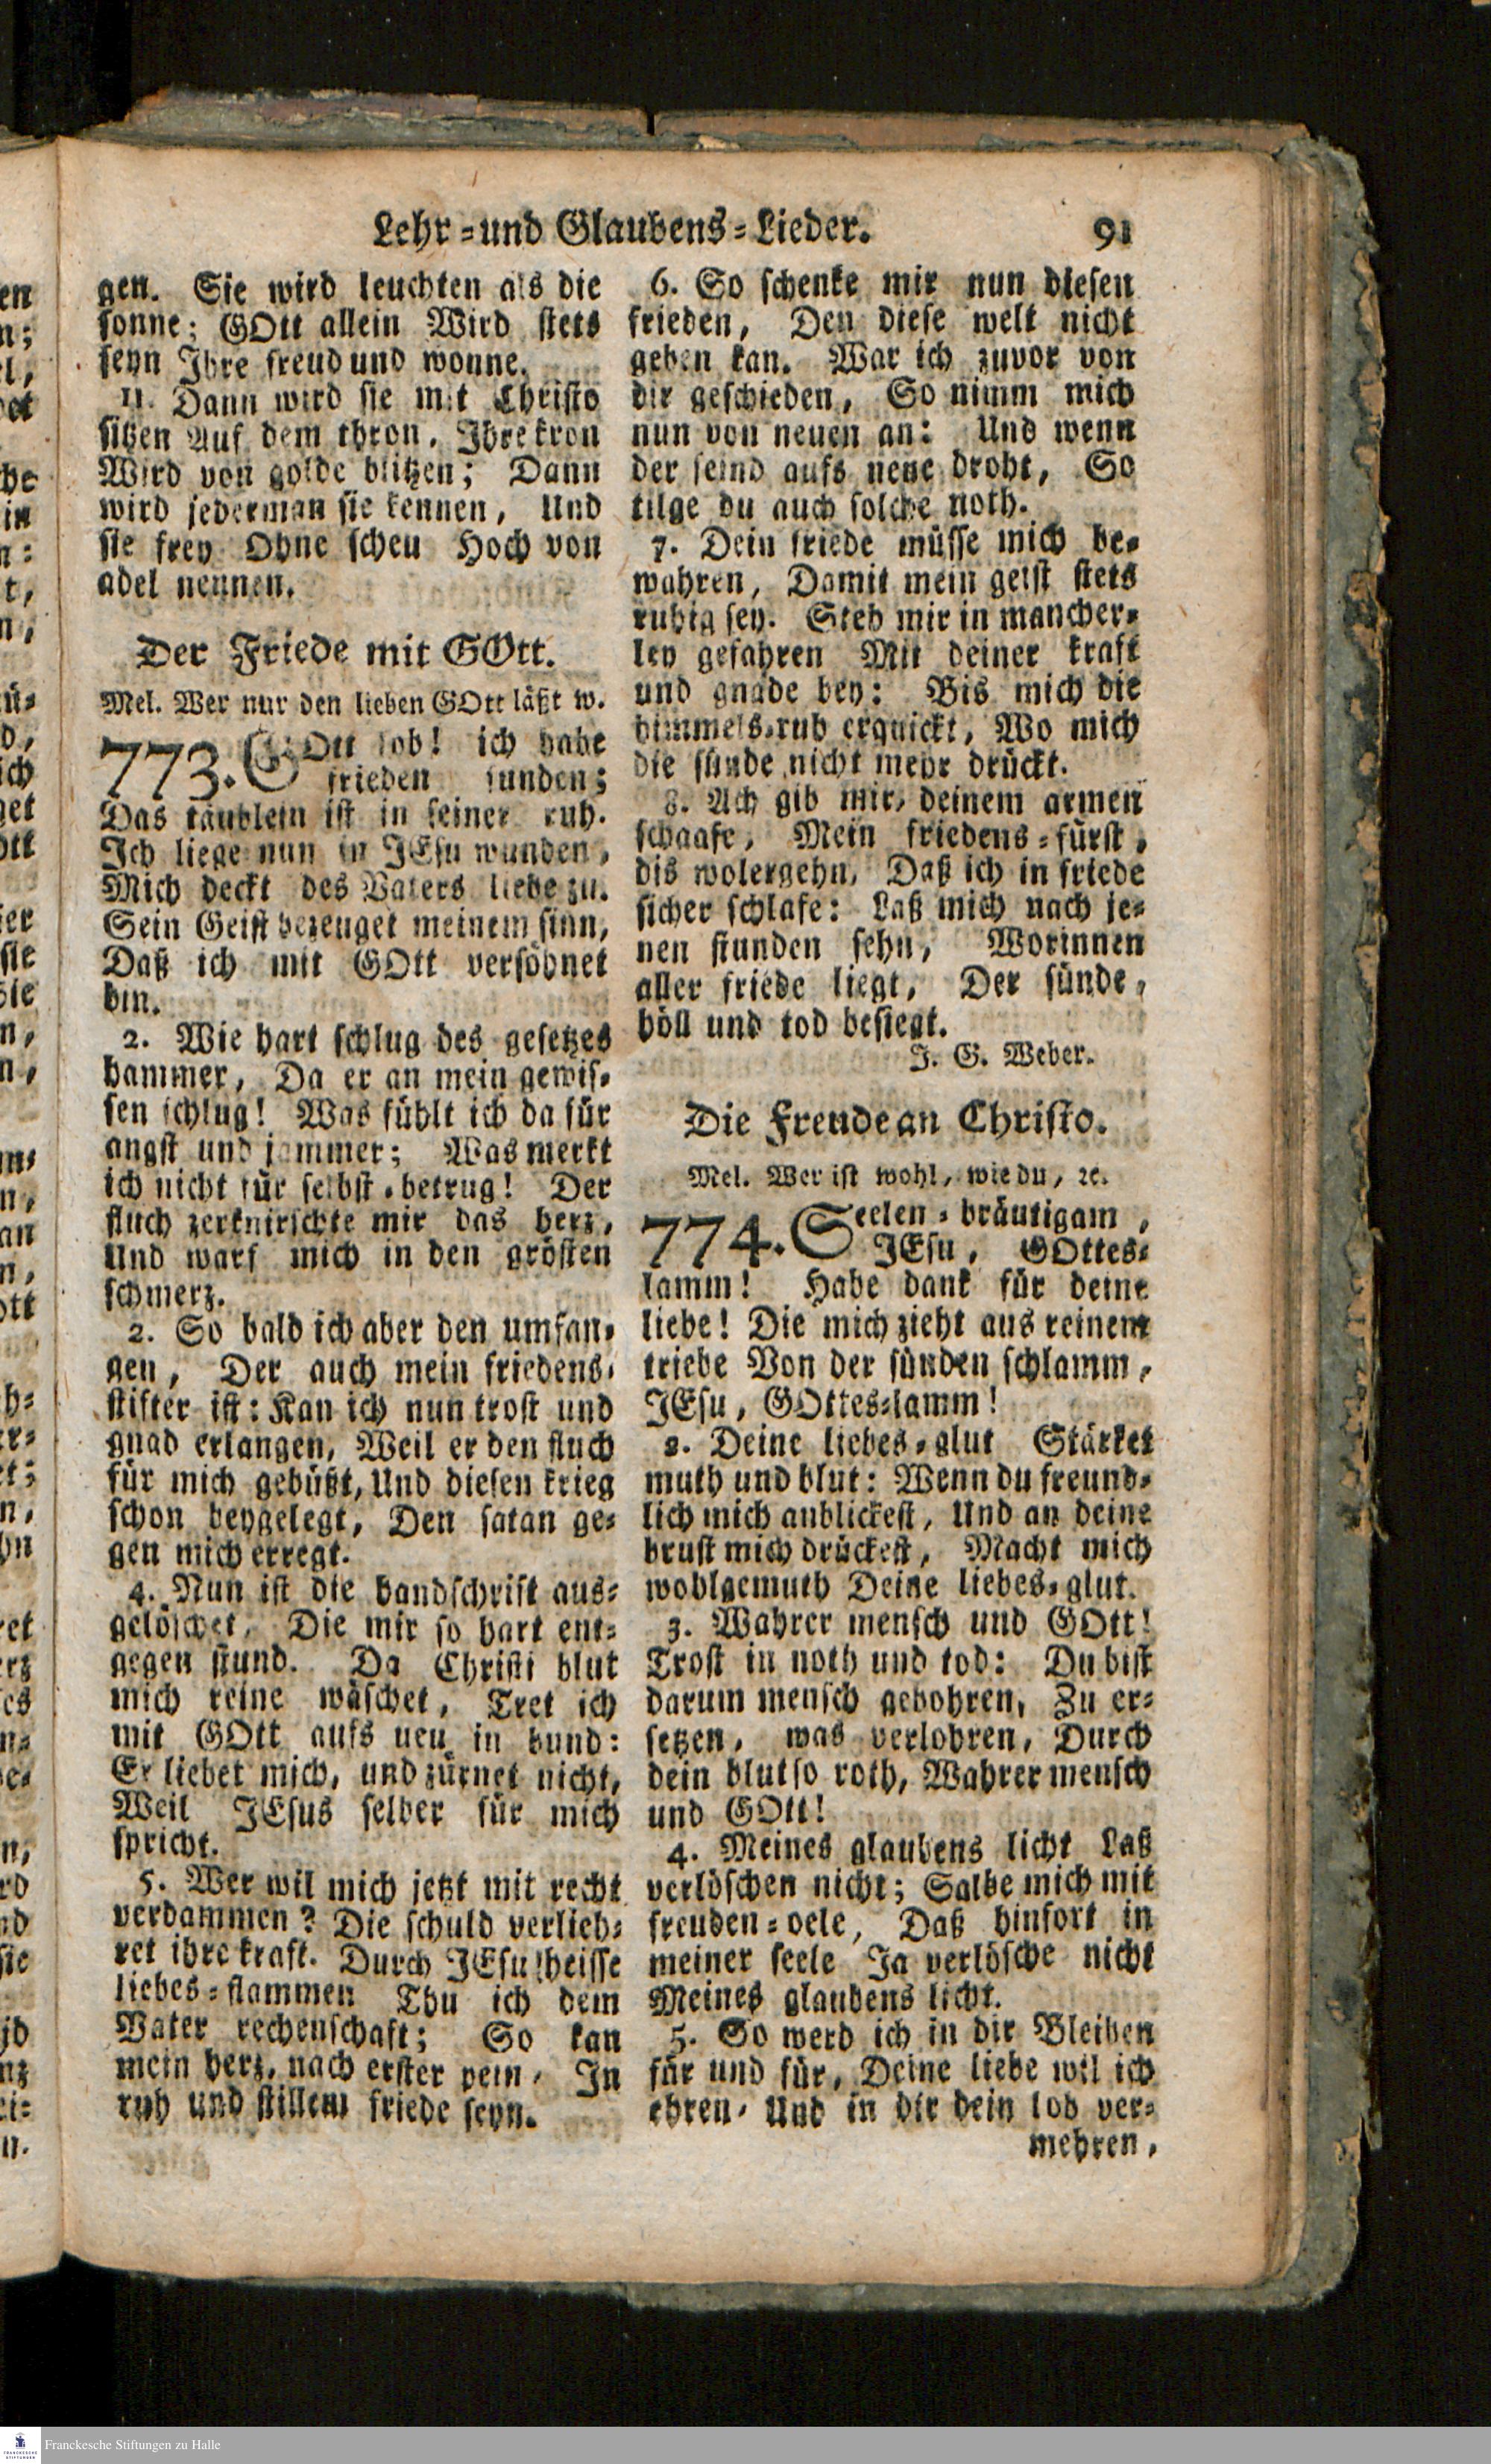 Lehr-und Glaubens-Lieder. 91
gen. Sie wird leuchten als die
sonne; GOtt allein Wird stets
seyn Ihre freud und wonne.
11. Dann wird sie mit Christo
sitzen Auf dem thron, Ihre kron
Wird von golde blitzen; Dann
wird jederman sie kennen, Und
sie frey Ohne scheu Hoch von
adel nennen.
Der Friede mit GOtt.
Mel. Wer nur den lieben GOtt läßt w.
773. GOtt lob! ich habe
frieden funden;
Das täublein ist in seiner ruh.
Ich liege nun in JEsu wunden,
Mich deckt des Vaters liebe zu.
Sein Geist bezeuget meinem sinn,
Daß ich mit GOtt versöhnet
bin.
2. Wie hart schlug des gesetzes
hammer, Da er an mein gewis-
sen schlug! Was fühlt ich da für
angst und jammer; Was merkt
ich nicht für selbst-betrug! Der
fluch zerknirschte mir das herz,
Und warf mich in den grösten
schmerz.
2. So bald ich aber den umfan-
gen, Der auch mein friedens-
stifter ist: Kan ich nun trost und
gnad erlangen, Weil er den fluch
für mich gebüßt, Und diesen krieg
schon beygelegt, Den satan ge-
gen mich erregt.
4. Nun ist die handschrift aus-
gelöschet, Die mir so hart ent-
gegen stund. Da Christi blut
mich reine wäschet, Tret ich
mit GOtt aufs neu in bund:
Er liebet mich, und zürnet nicht,
Weil JEsus selber für mich
spricht.
5. Wer wil mich jetzt mit recht
verdammen? Die schuld verlieh-
ret ihre kraft. Durch JEsu heisse
liebes-flammen Thu ich dem
Vater rechenschaft; So kan
mein herz, nach erster pein, In
ruh und stillem friede seyn.
6. So schenke mir nun diesen
frieden, Den diese welt nicht
geben kan. War ich zuvor von
dir geschieden, So nimm mich
nun von neuen an: Und wenn
der feind aufs neue droht, So
tilge du auch solche noth.
7. Dein friede müsse mich be-
wahren, Damit mein geist stets
ruhig sey. Steh mir in mancher-
ley gefahren Mit deiner kraft
und gnade bey: Bis mich die
himmels-ruh erquickt, Wo mich
die sünde nicht mehr drückt.
8. Ach gib mir, deinem armen
schaafe, Mein friedens-fürst,
dis wolergehn, Daß ich in friede
sicher schlafe: Laß mich nach je-
nen stunden sehn, Worinnen
aller friede liegt, Der sünde,
höll und tod besiegt.
J. G. Weber.
Die Freude an Christo.
Mel. Wer ist wohl, wie du, ꝛc.
774. Seelen-bräutigam,
JEsu, GOttes-
lamm! Habe dank für deine
liebe! Die mich zieht aus reinem
triebe Von der sünden schlamm,
JEsu, GOttes-lamm!
2. Deine liebes-glut Stärket
muth und blut: Wenn du freund-
lich mich anblickest, Und an deine
brust mich drückest, Macht mich
wohlgemuth Deine liebes-glut.
3. Wahrer mensch und GOtt!
Trost in noth und tod: Du bist
darum mensch gebohren, Zu er-
setzen, was verlohren, Durch
dein blut so roth, Wahrer mensch
und GOtt!
4. Meines glaubens licht Laß
verlöschen nicht; Salbe mich mit
freuden-oele, Daß hinfort in
meiner seele Ja verlösche nicht
Meines glaubens licht.
5. So werd ich in dir Bleiben
für und für, Deine liebe wil ich
ehren, Und in dir dein lob ver-
mehren,
Franckesche Stiftungen zu Halle